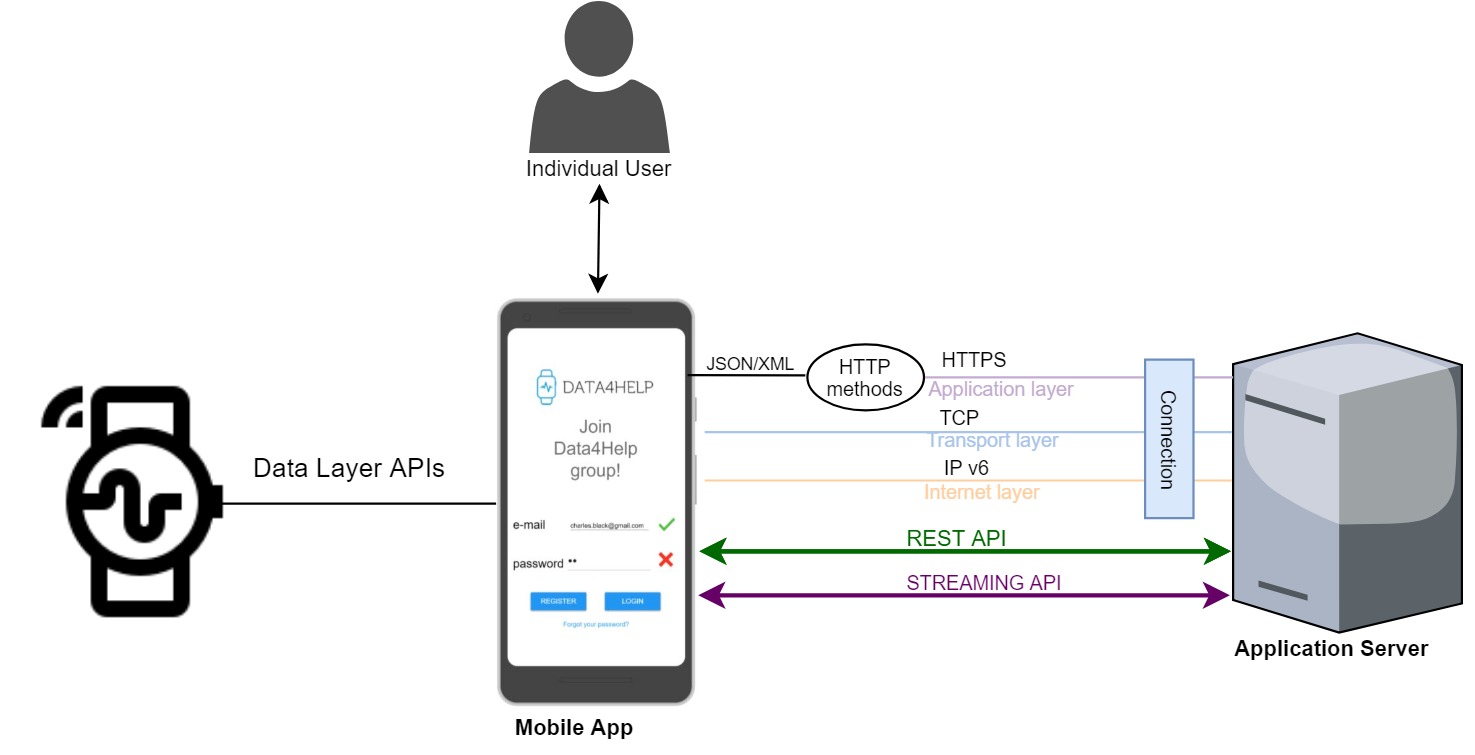 Individual User
DATA4HELP
Join
Data4Help
group!
e-mail charles.black@gmail.com
password
REGISTER LOGIN
Forgot your password?
Mobile App
Data Layer APIs
JSON/XML
HTTP
methods
HTTPS
Application layer
TCP
Transport layer
IP v6
Internet layer
Connection
REST API
STREAMING API
Application Server